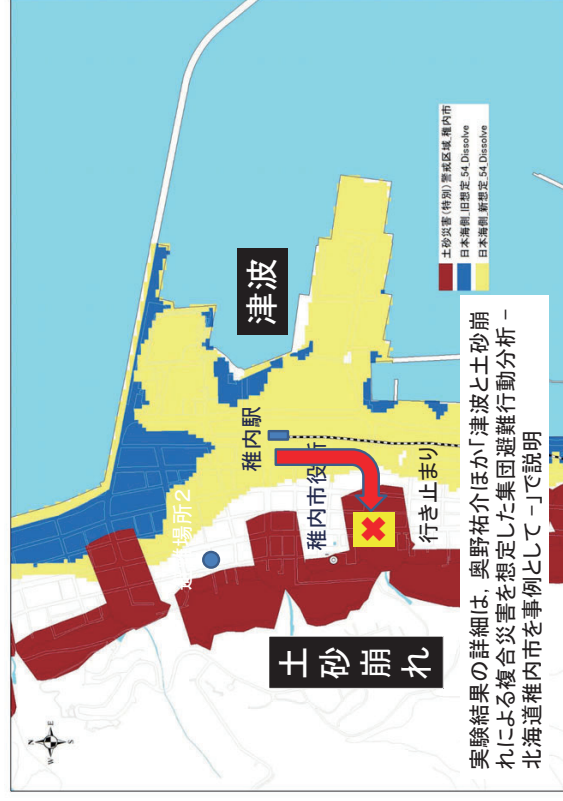 津波
土砂災害(特別)警戒区域_稚内市
日本海側_旧想定_54_Dissolve
日本海側_新想定_54_Dissolve
稚内駅
稚内市役所
場所2
行き止まり
土砂崩れ
実験結果の詳細は，奥野祐介ほか「津波と土砂崩
れによる複合災害を想定した集団避難行動分析－
北海道稚内市を事例として－」で説明
N
W
E
S